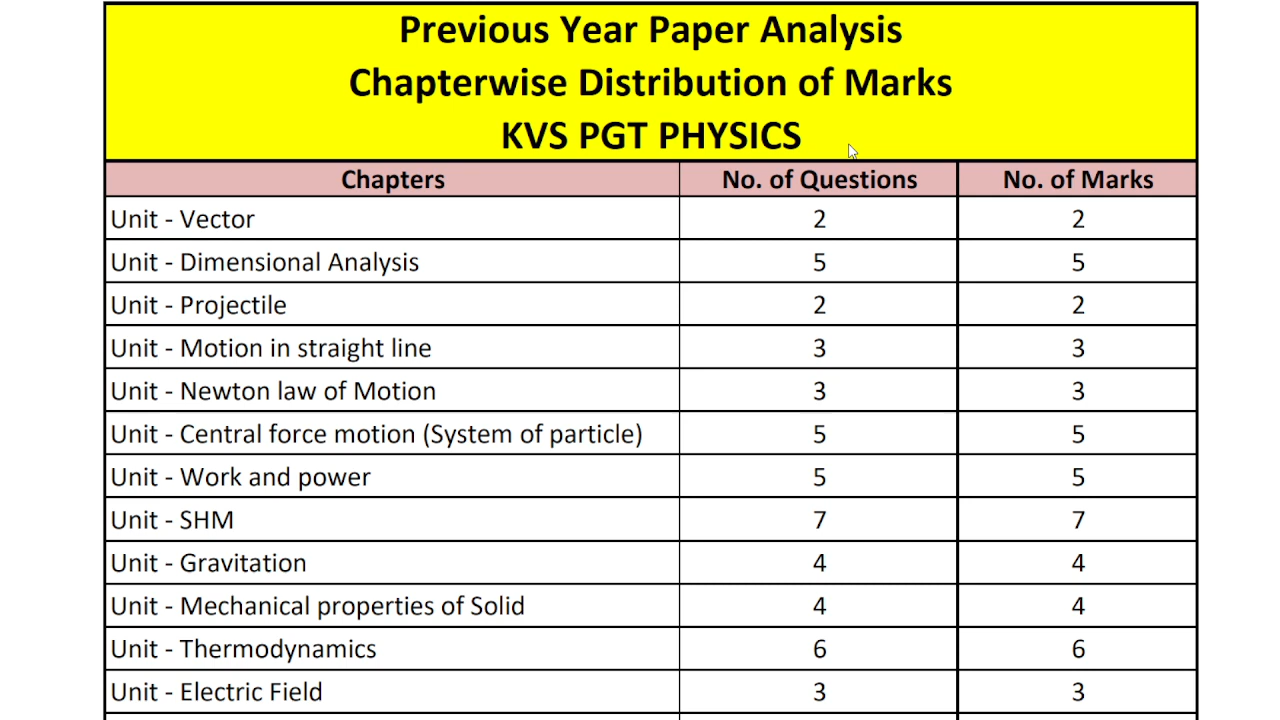 Previous Year Paper Analysis
Chapterwise Distribution of Marks
KVS PGT PHYSICS
Chapters No. of Questions No. of Marks
Unit - Vector 2 2
Unit - Dimensional Analysis 5 5
Unit - Projectile 2 2
Unit - Motion in straight line 3 3
Unit - Newton law of Motion 3 3
Unit - Central force motion (System of particle) 5 5
Unit - Work and power 5 5
Unit - SHM 7 7
Unit - Gravitation 4 4
Unit - Mechanical properties of Solid 4 4
Unit - Thermodynamics 6 6
Unit - Electric Field 3 3